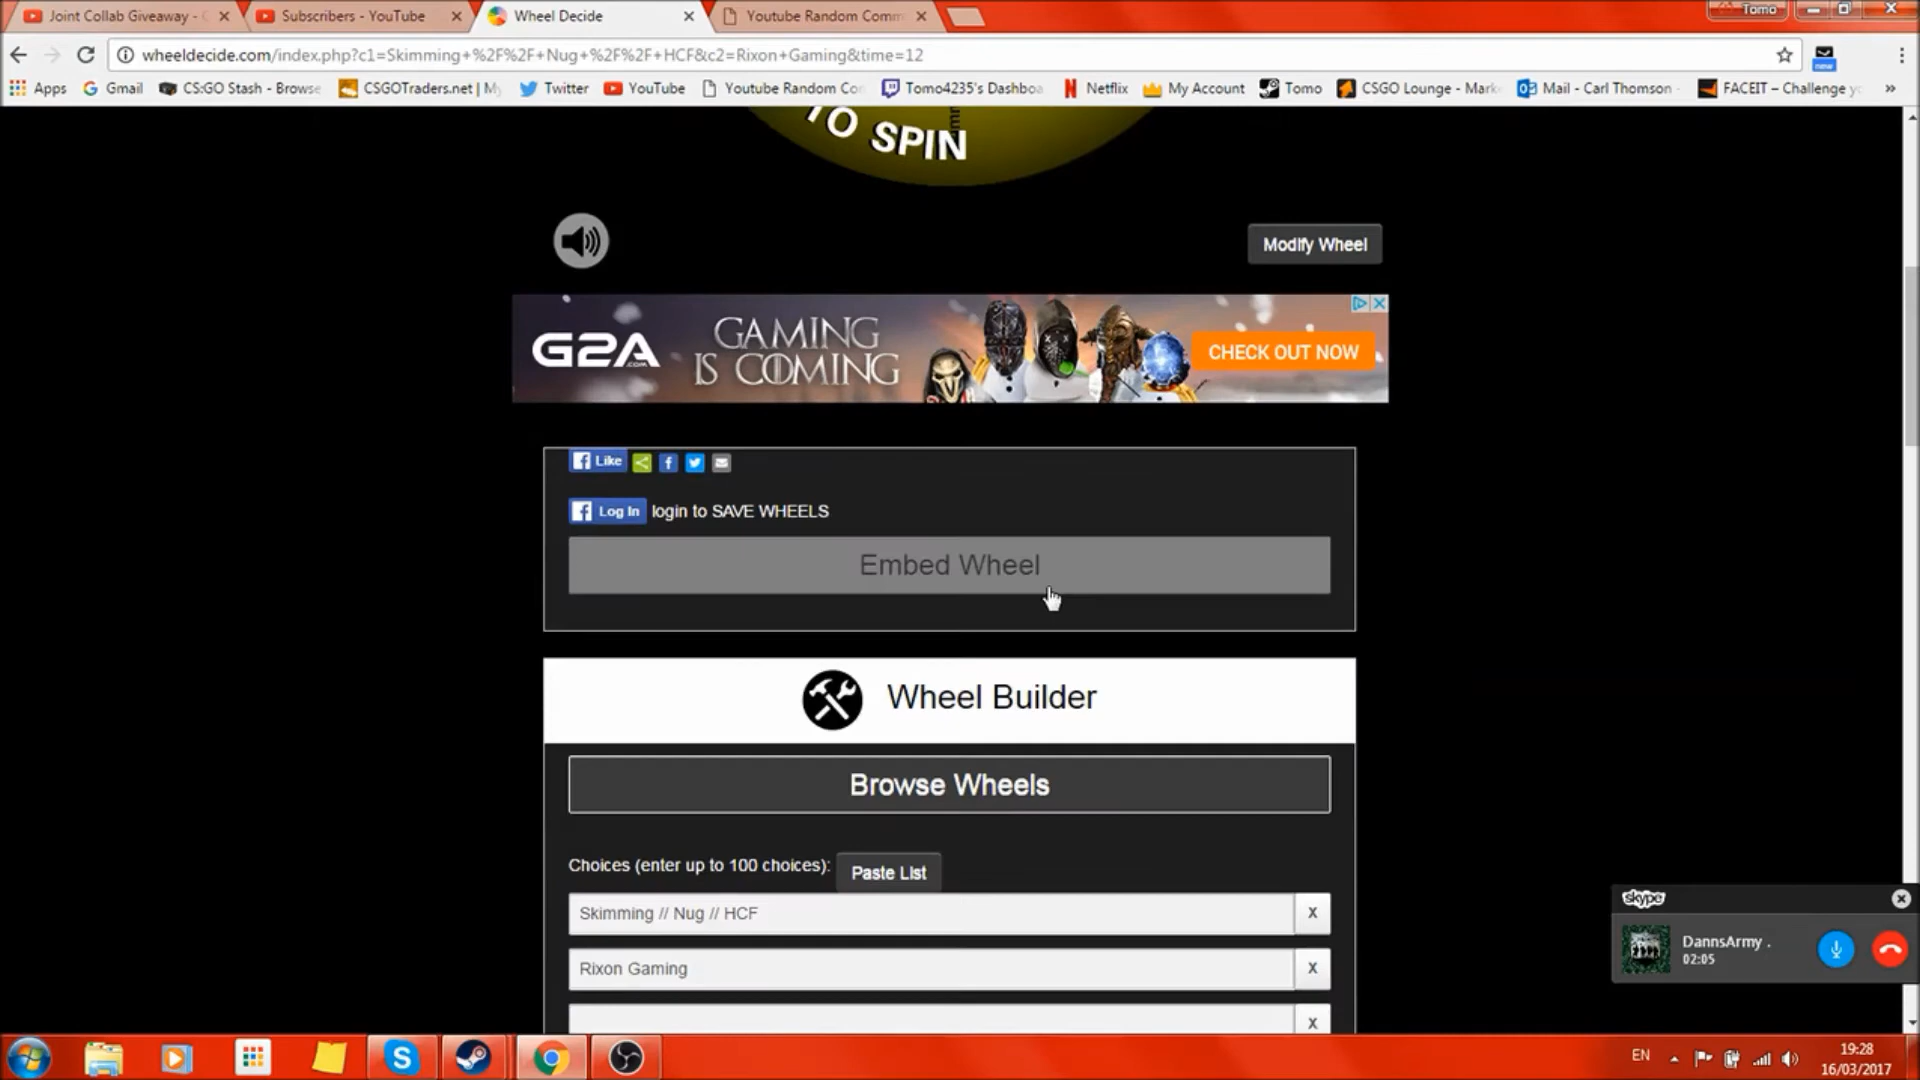 Joint Collab Giveaway -
Subscribers - YouTube
Wheel Decide
Youtube Random Comm
Tomo
wheeldecide.com/index.php?c1=Skimming+%2F%2F+Nug+%2F%2F+HCF&c2=Rixon+Gaming&time=12
new
Apps
Gmail
CS:GO Stash - Browse
CSGOTraders.net | My
Twitter
YouTube
Youtube Random Co
Tomo4235's Dashboa
Netflix
My Account
Tomo
CSGO Lounge - Mark
Mail - Carl Thomson
FACEIT – Challenge y
»
TO SPIN
Modify Wheel
G2A.COM
GAMING
IS COMING
CHECK OUT NOW
Like
Log In login to SAVE WHEELS
Embed Wheel
Wheel Builder
Browse Wheels
Choices (enter up to 100 choices):
Paste List
Skimming // Nug // HCF
X
Rixon Gaming
X
X
skype
DannsArmy .
02:05
EN
19:28
16/03/2017